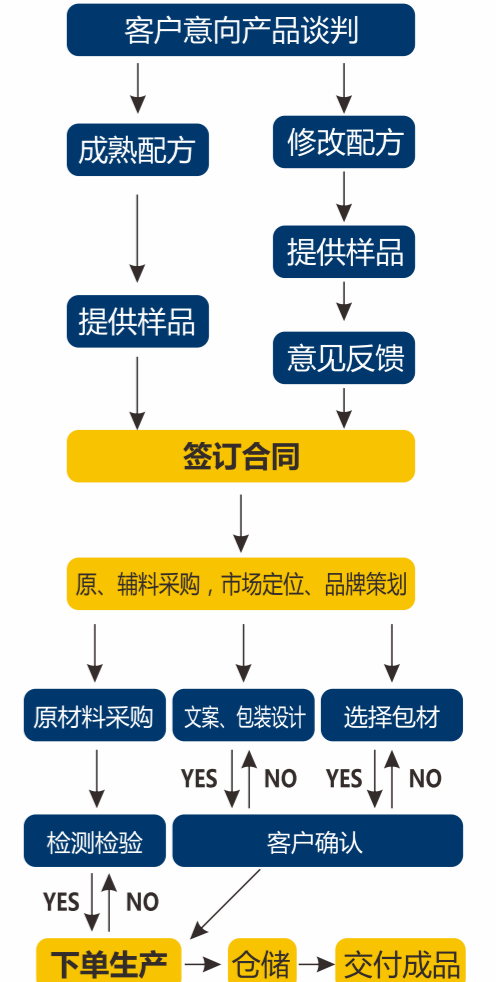 客户意向产品谈判
成熟配方
修改配方
提供样品
提供样品
意见反馈
签订合同
原、辅料采购，市场定位、品牌策划
原材料采购
文案、包装设计
选择包材
YES
NO
YES
NO
检测检验
客户确认
YES
NO
下单生产
仓储
交付成品